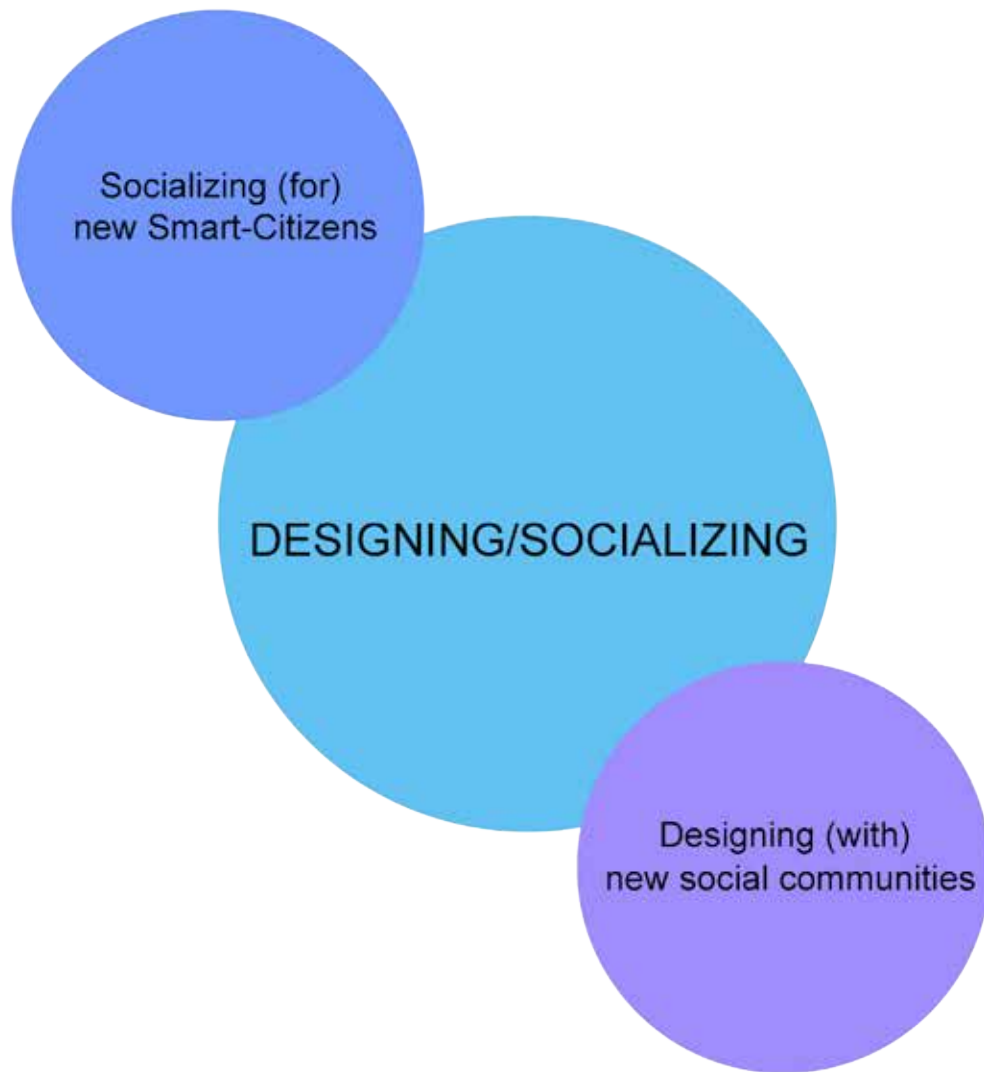 Socializing (for)
new Smart-Citizens
DESIGNING/SOCIALIZING
Designing (with)
new social communities